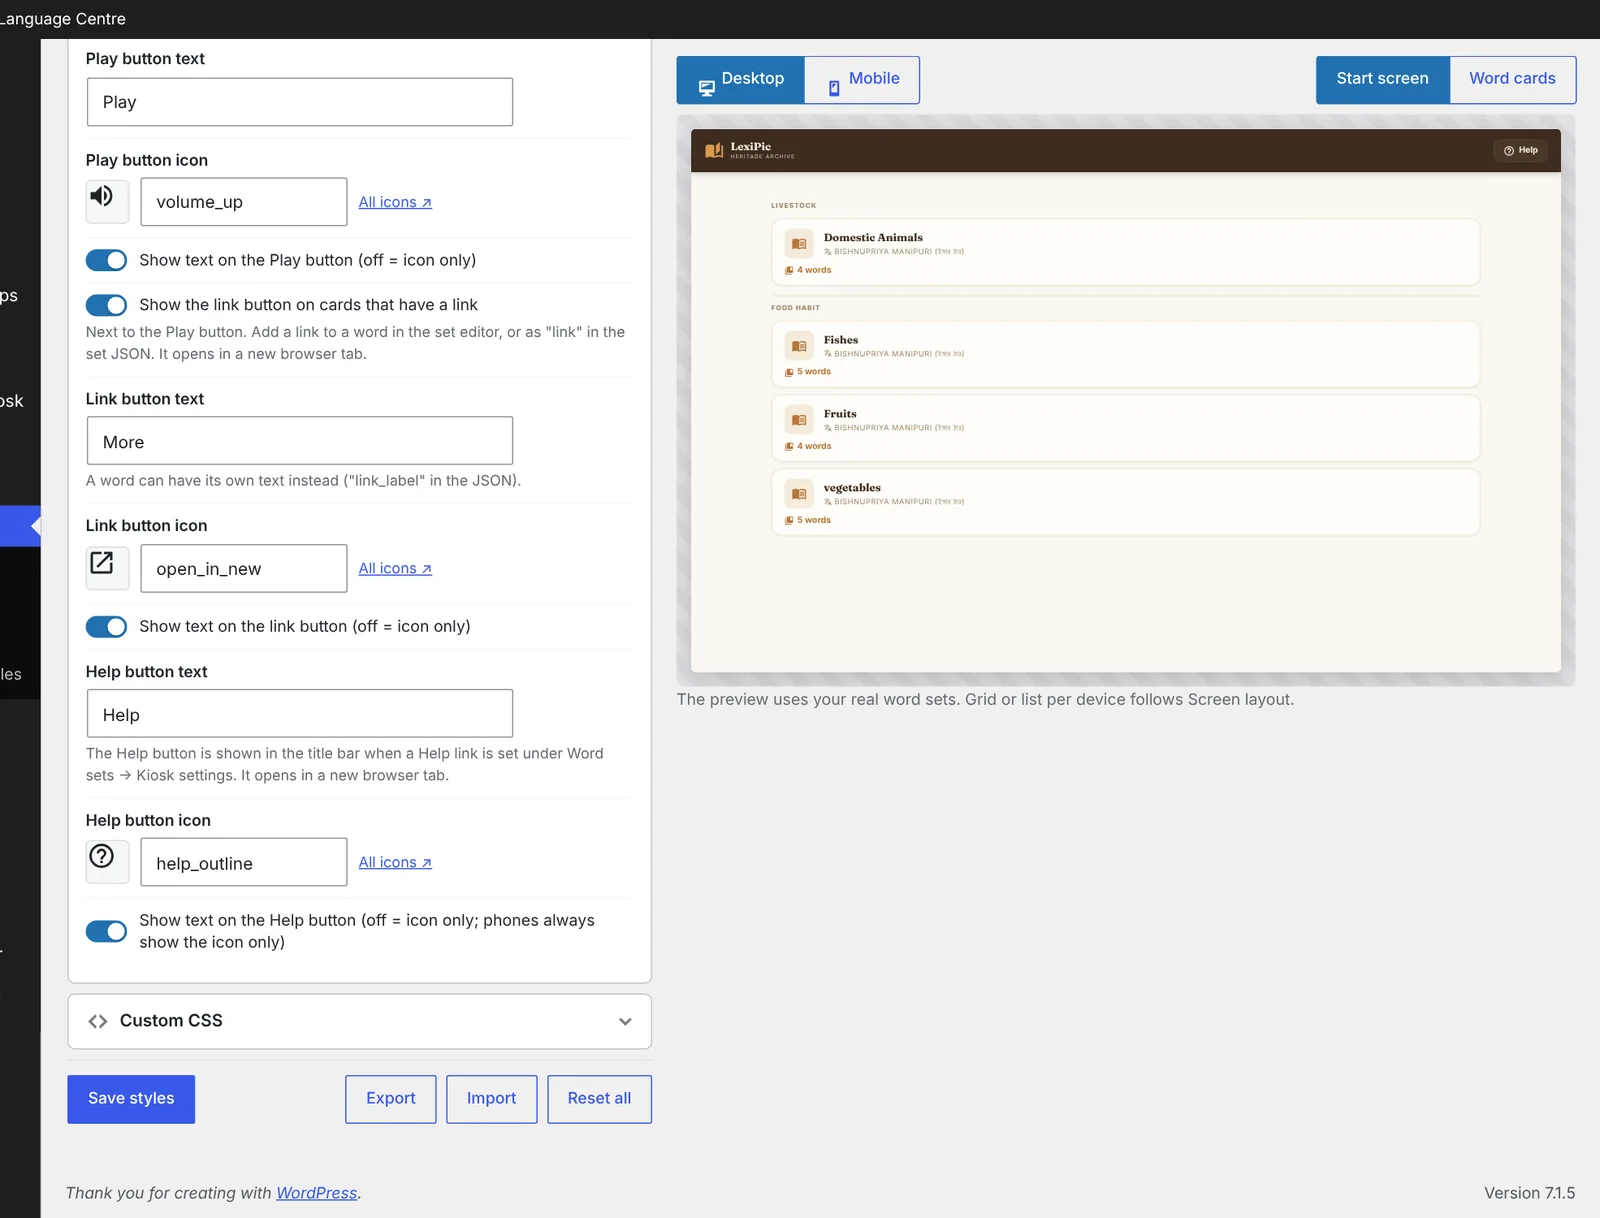 Language Centre
ps
osk
les
Play button text
Play
Play button icon
volume_up
All icons ↗
Show text on the Play button (off = icon only)
Show the link button on cards that have a link
Next to the Play button. Add a link to a word in the set editor, or as "link" in the
set JSON. It opens in a new browser tab.
Link button text
More
A word can have its own text instead ("link_label" in the JSON).
Link button icon
open_in_new
All icons ↗
Show text on the link button (off = icon only)
Help button text
Help
The Help button is shown in the title bar when a Help link is set under Word
sets → Kiosk settings. It opens in a new browser tab.
Help button icon
help_outline
All icons ↗
Show text on the Help button (off = icon only; phones always
show the icon only)
Custom CSS
Save styles
Export
Import
Reset all
Desktop
Mobile
Start screen
Word cards
LexiPic
HERITAGE ARCHIVE
Help
LIVESTOCK
Domestic Animals
BISHNUPRIYA MANIPURI
4 words
FOOD HABIT
Fishes
BISHNUPRIYA MANIPURI
5 words
Fruits
BISHNUPRIYA MANIPURI
4 words
vegetables
BISHNUPRIYA MANIPURI
5 words
The preview uses your real word sets. Grid or list per device follows Screen layout.
Thank you for creating with WordPress.
Version 7.1.5